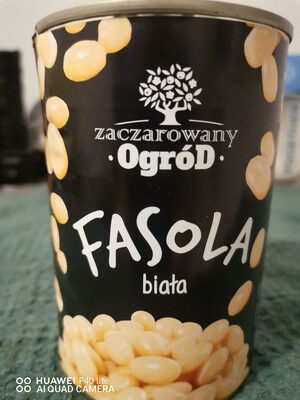 zaczarowany
• OgróD •
FASOLA
biała
HUAWEI P40 lite
AI QUAD CAMERA